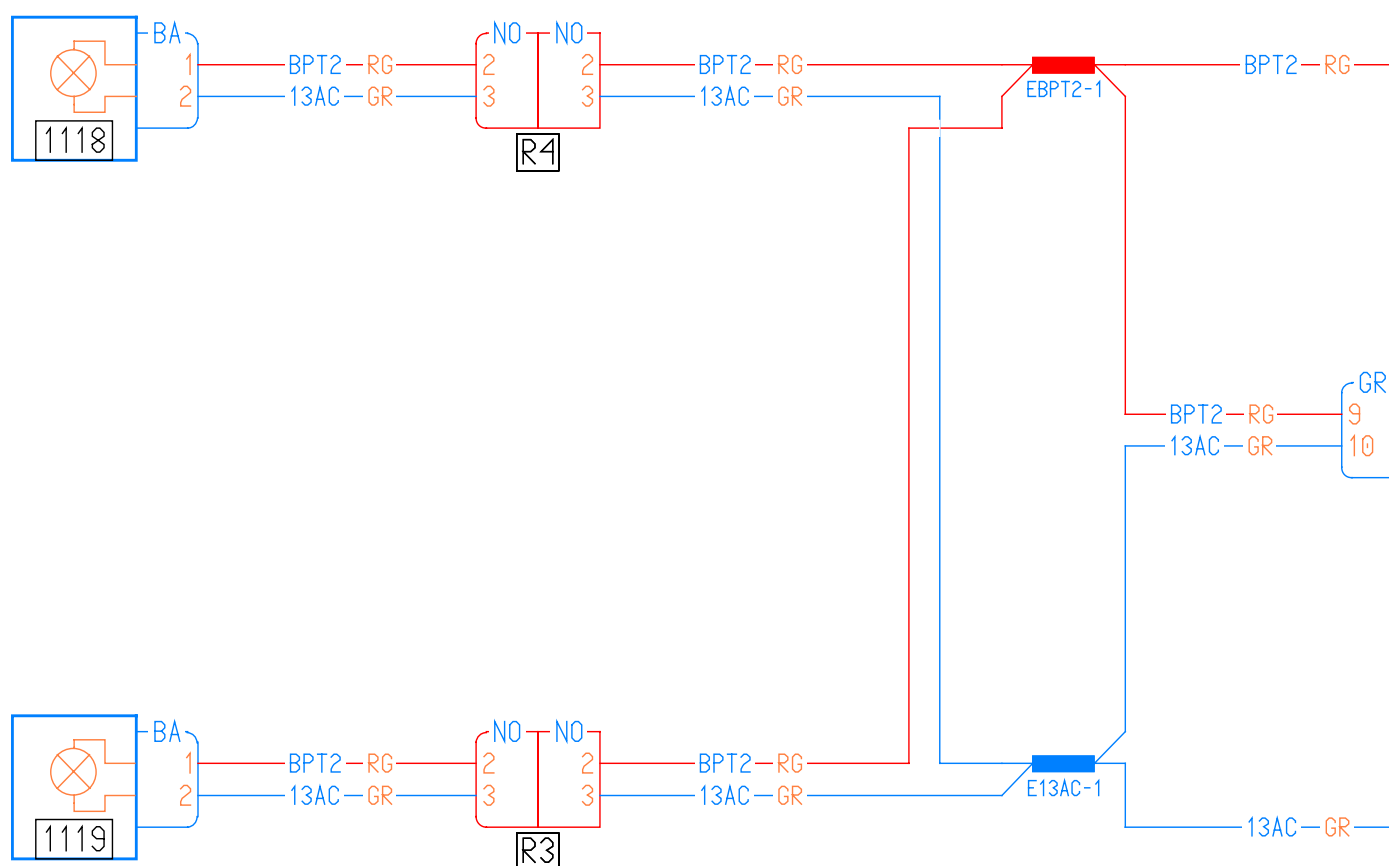 BA NO NO
1 BPT2 RG 2 2 BPT2 RG BPT2 RG
2 13AC GR 3 3 13AC GR EBPT2-1
1118 R4
GR
BPT2 RG 9
13AC GR 10
BA NO NO
1 BPT2 RG 2 2 BPT2 RG
2 13AC GR 3 3 13AC GR E13AC-1
13AC GR
1119 R3